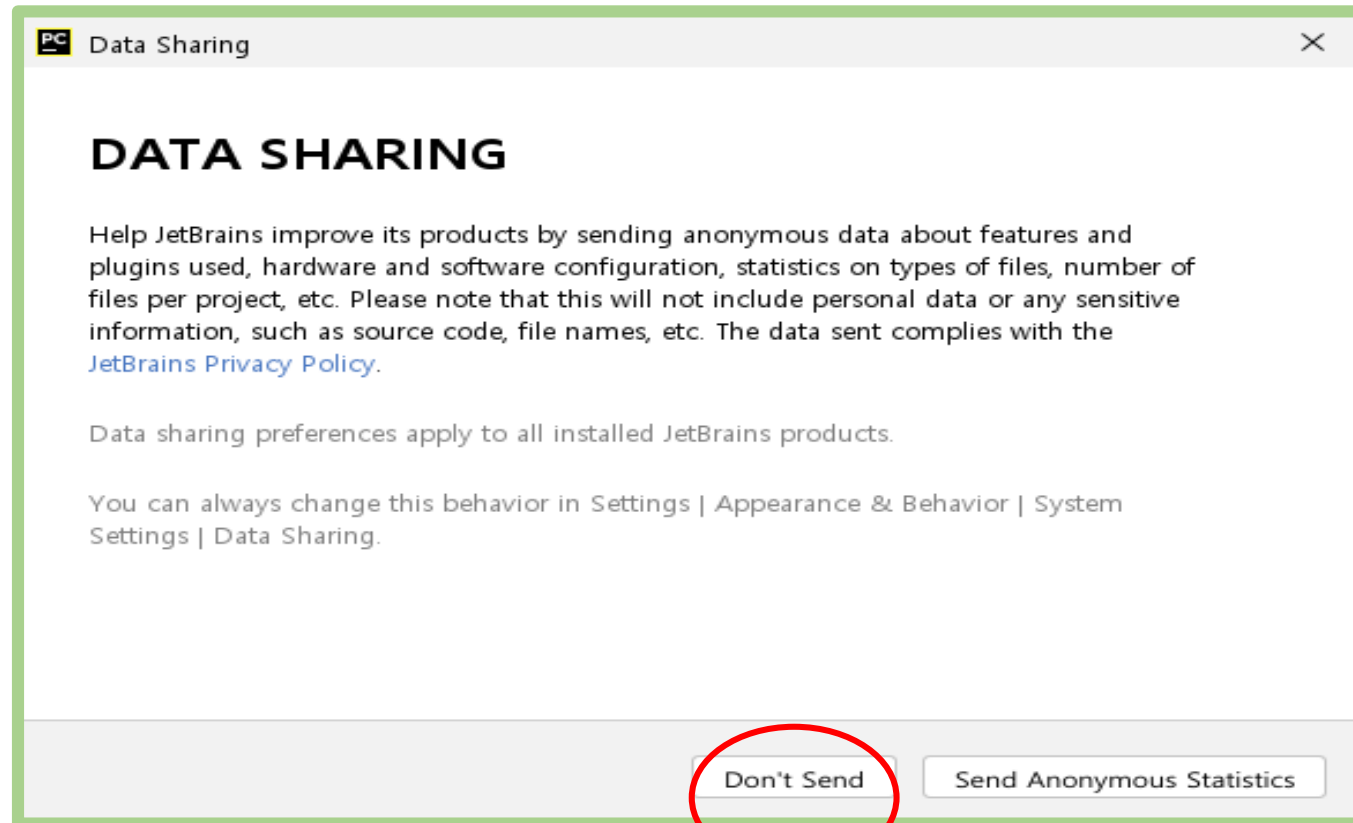 PC Data Sharing
DATA SHARING
Help JetBrains improve its products by sending anonymous data about features and
plugins used, hardware and software configuration, statistics on types of files, number of
files per project, etc. Please note that this will not include personal data or any sensitive
information, such as source code, file names, etc. The data sent complies with the
JetBrains Privacy Policy.
Data sharing preferences apply to all installed JetBrains products.
You can always change this behavior in Settings | Appearance & Behavior | System
Settings | Data Sharing.
Don't Send Send Anonymous Statistics